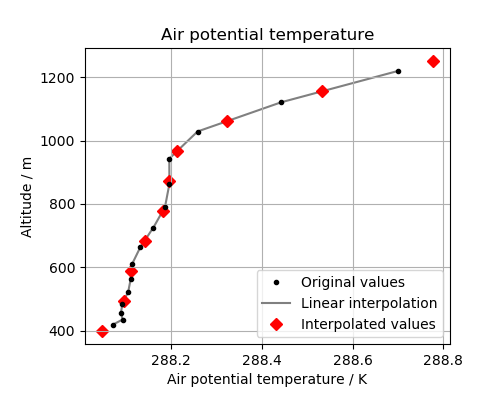 Air potential temperature
Altitude / m
1200
1000
800
600
400
Original values
Linear interpolation
Interpolated values
288.2 288.4 288.6 288.8
Air potential temperature / K